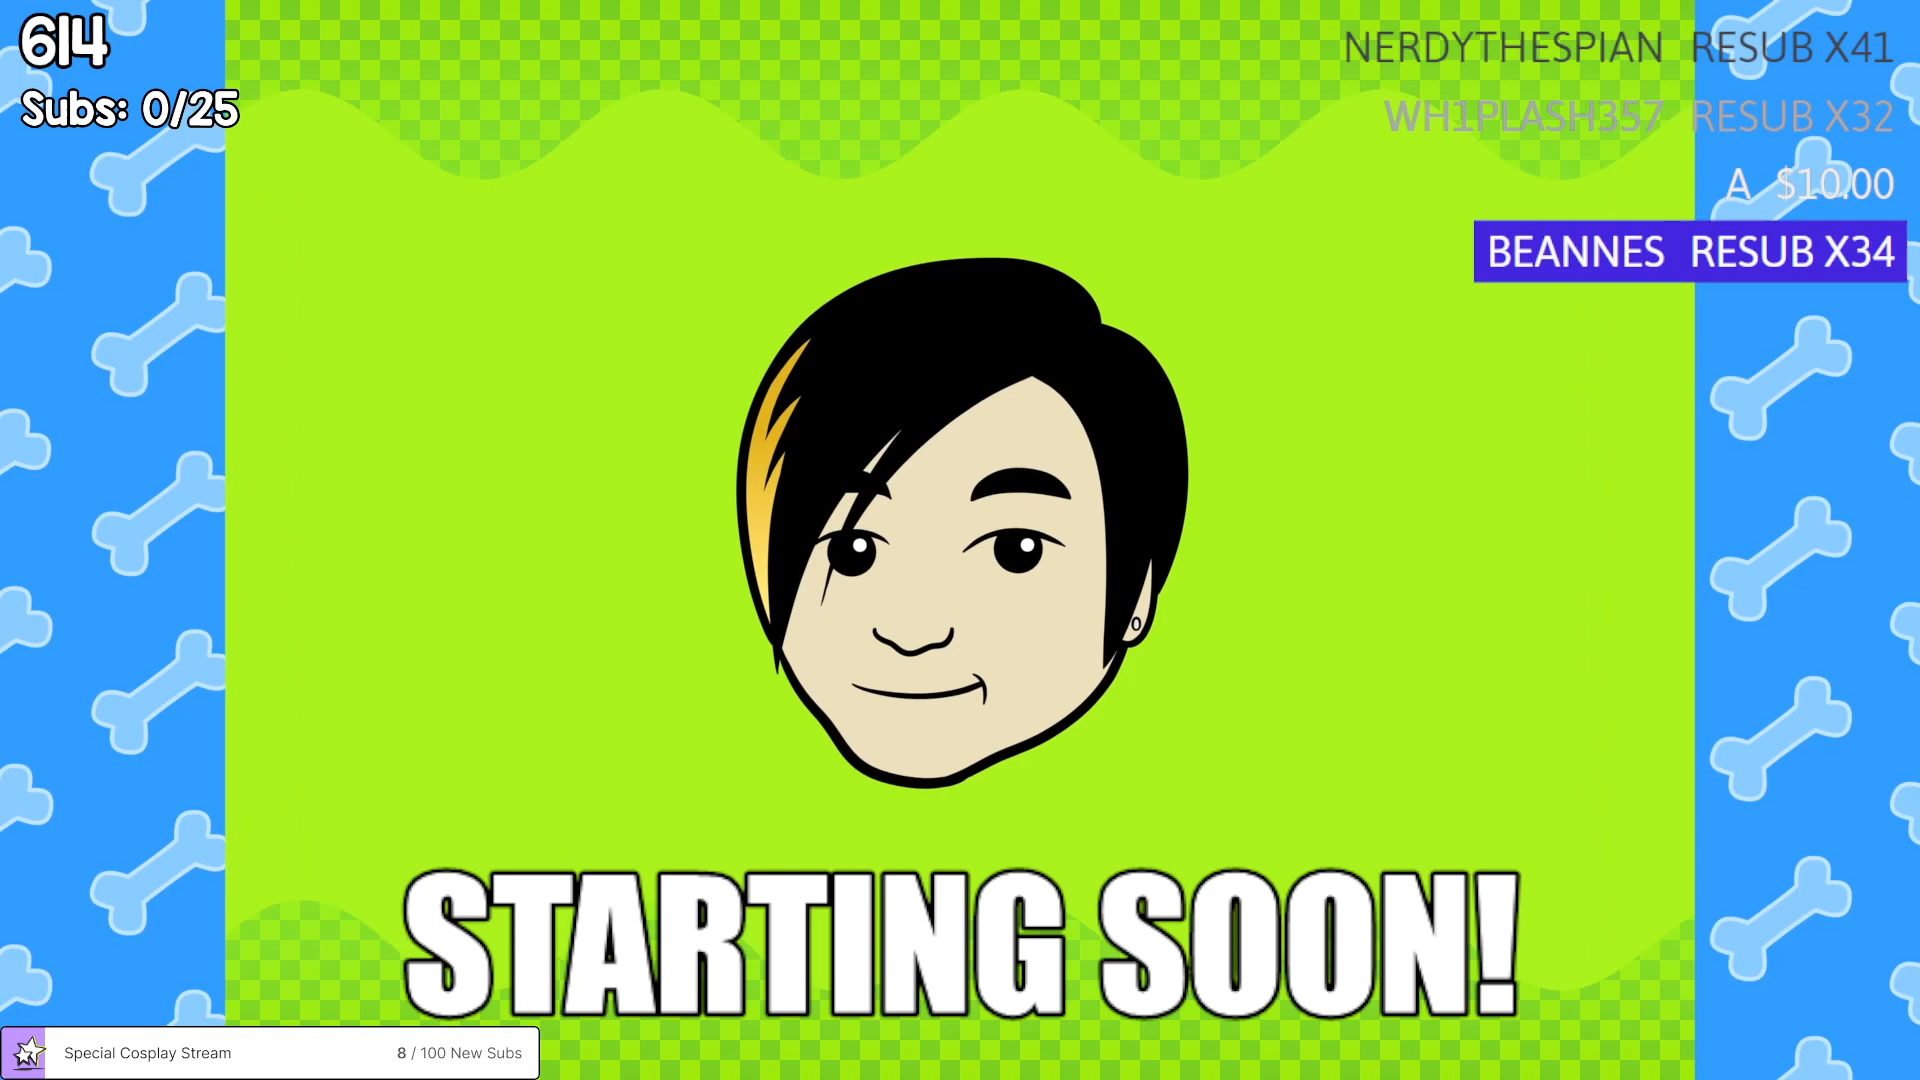 614
Subs: 0/25
NERDYTHESPIAN RESUB X41
WH1PLASH357 RESUB X32
A $10.00
BEANNES RESUB X34
STARTING SOON!
Special Cosplay Stream 8 / 100 New Subs